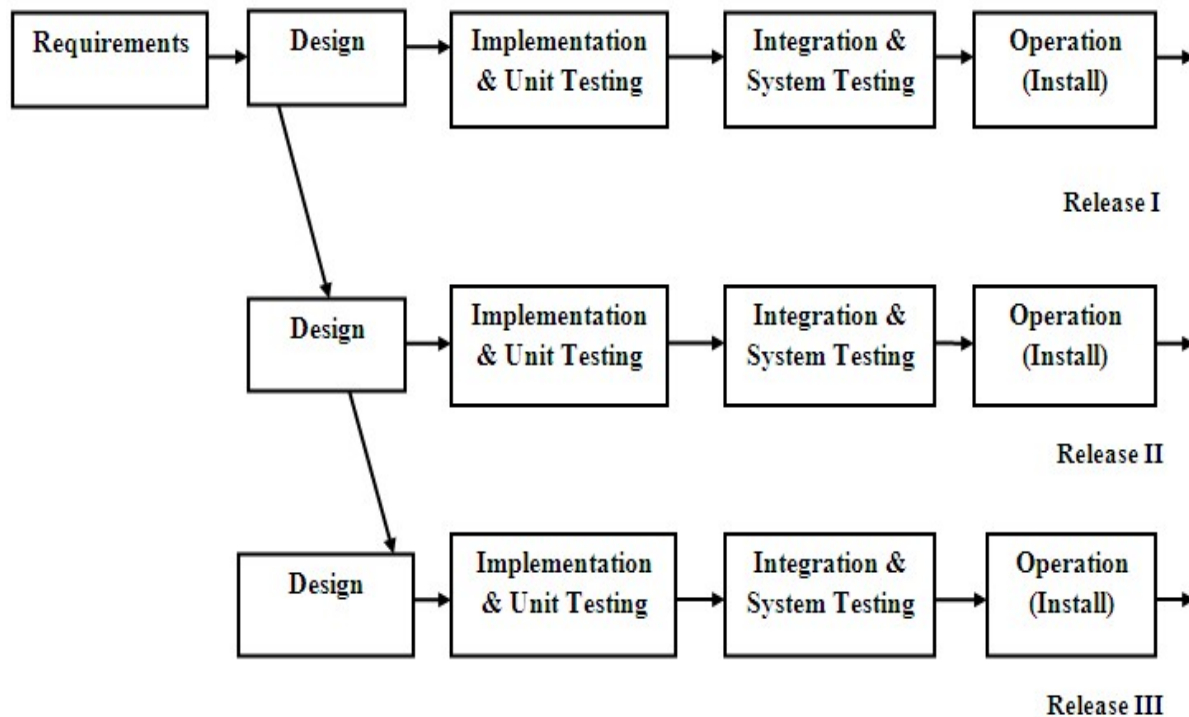 Requirements
Design
Implementation
& Unit Testing
Integration &
System Testing
Operation
(Install)
Release I
Design
Implementation
& Unit Testing
Integration &
System Testing
Operation
(Install)
Release II
Design
Implementation
& Unit Testing
Integration &
System Testing
Operation
(Install)
Release III